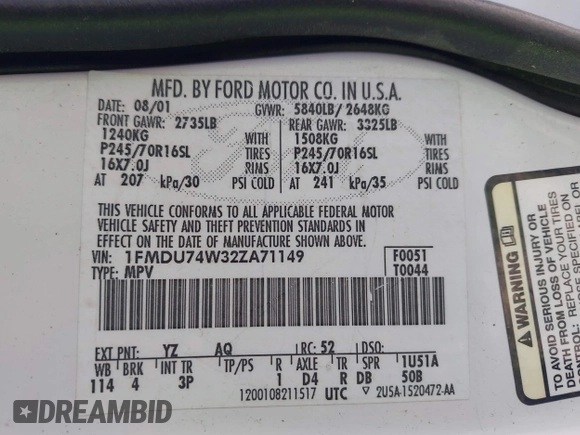 MFD. BY FORD MOTOR CO. IN U.S.A.
DATE: 08/01 GVWR: 5840LB/ 2648KG
FRONT GAWR: 2735LB REAR GAWR: 3325LB
1240KG WITH 1508KG WITH
P245/70R16SL TIRES P245/70R16SL TIRES
16X7.0J RIMS 16X7.0J RIMS
AT 207 kPa/30 PSI COLD AT 241 kPa/35 PSI COLD
THIS VEHICLE CONFORMS TO ALL APPLICABLE FEDERAL MOTOR
VEHICLE SAFETY AND THEFT PREVENTION STANDARDS IN
EFFECT ON THE DATE OF MANUFACTURE SHOWN ABOVE.
VIN: 1FMDU74W32ZA71149 F0051
TYPE: MPV T0044
EXT PNT: YZ AQ RC: 52 DSO:
WB BRK INT TR TP/PS R AXLE TR SPR 1U51A
114 4 3P 1 D4 R DB 50B
1200108211517 UTC 2U5A-1520472-AA
TO AVOID SERIOUS INJURY OR
DEATH FROM LOSS OF VEHICLE
CONTROL: REPLACE
DREAMBID